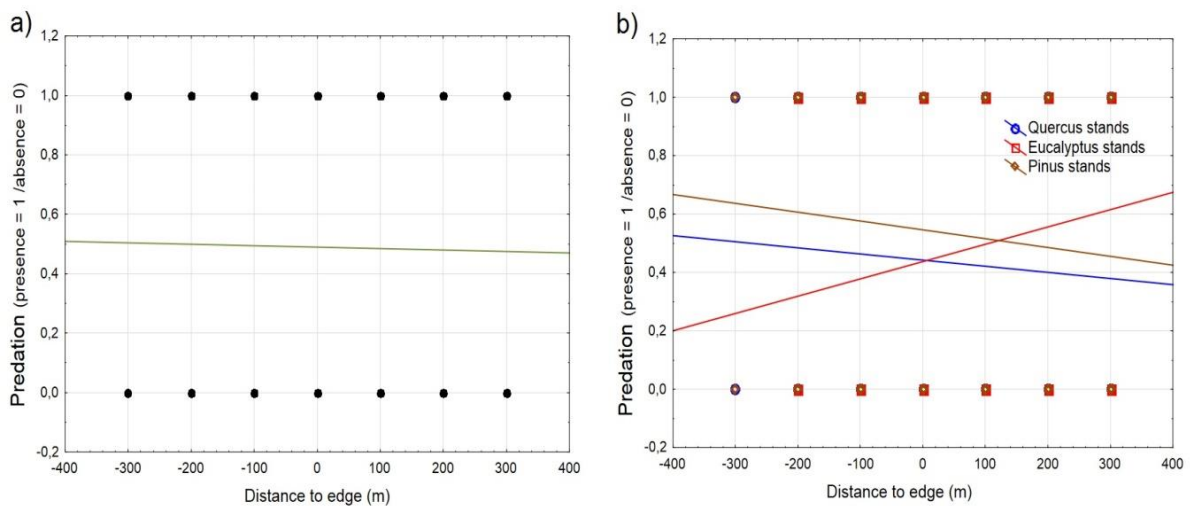 a)
Predation (presence = 1 /absence = 0)
1,2
1,0
0,8
0,6
0,4
0,2
0,0
-0,2
-400 -300 -200 -100 0 100 200 300 400
Distance to edge (m)
b)
Predation (presence = 1 /absence = 0)
1,2
1,0
0,8
0,6
0,4
0,2
0,0
-0,2
Quercus stands
Eucalyptus stands
Pinus stands
-400 -300 -200 -100 0 100 200 300 400
Distance to edge (m)